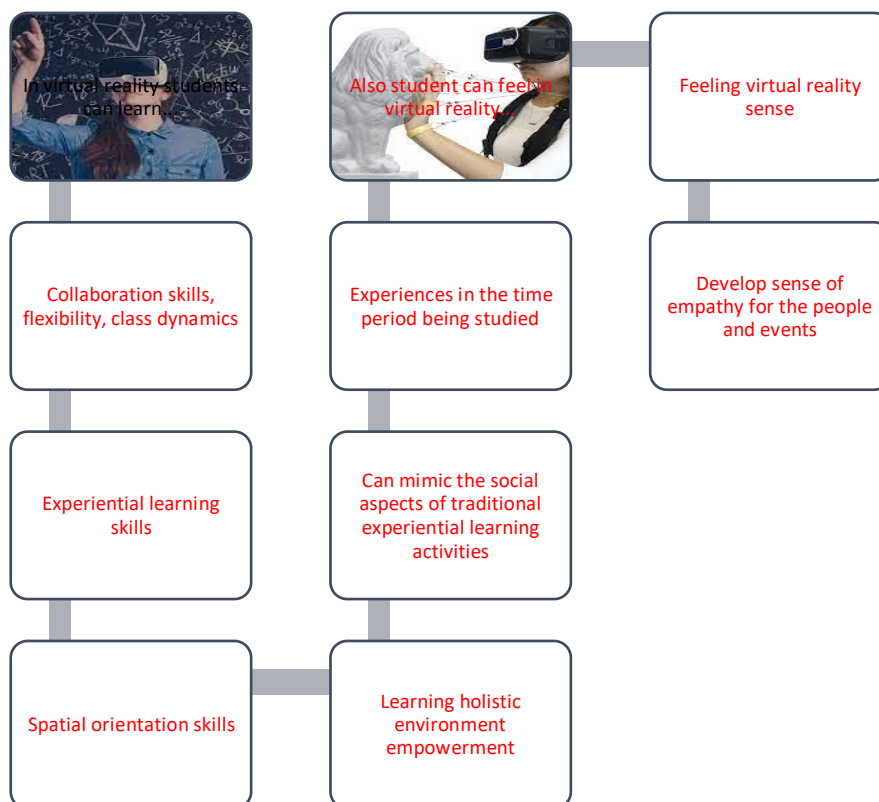 In virtual reality students
can learn...
Collaboration skills,
flexibility, class dynamics
Experiential learning
skills
Spatial orientation skills
Learning holistic
environment
empowerment
Can mimic the social
aspects of traditional
experiential learning
activities
Experiences in the time
period being studied
Also student can feel in
virtual reality...
Feeling virtual reality
sense
Develop sense of
empathy for the people
and events